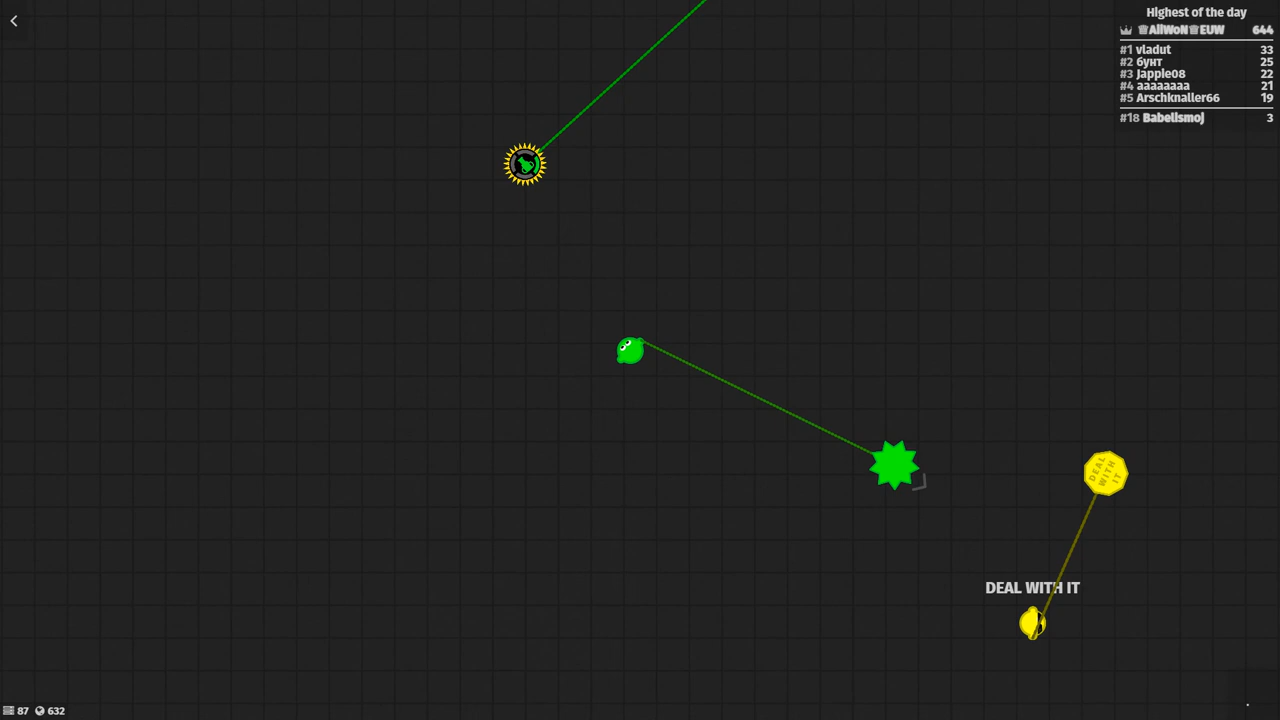 Highest of the day
♕AllWoN♕EUW 644
#1 vladut 33
#2 бунт 25
#3 Japple08 22
#4 aaaaaaaa 21
#5 Arschknaller66 19
#18 Babelismoj 3
DEAL
WITH
IT
DEAL WITH IT
87 632